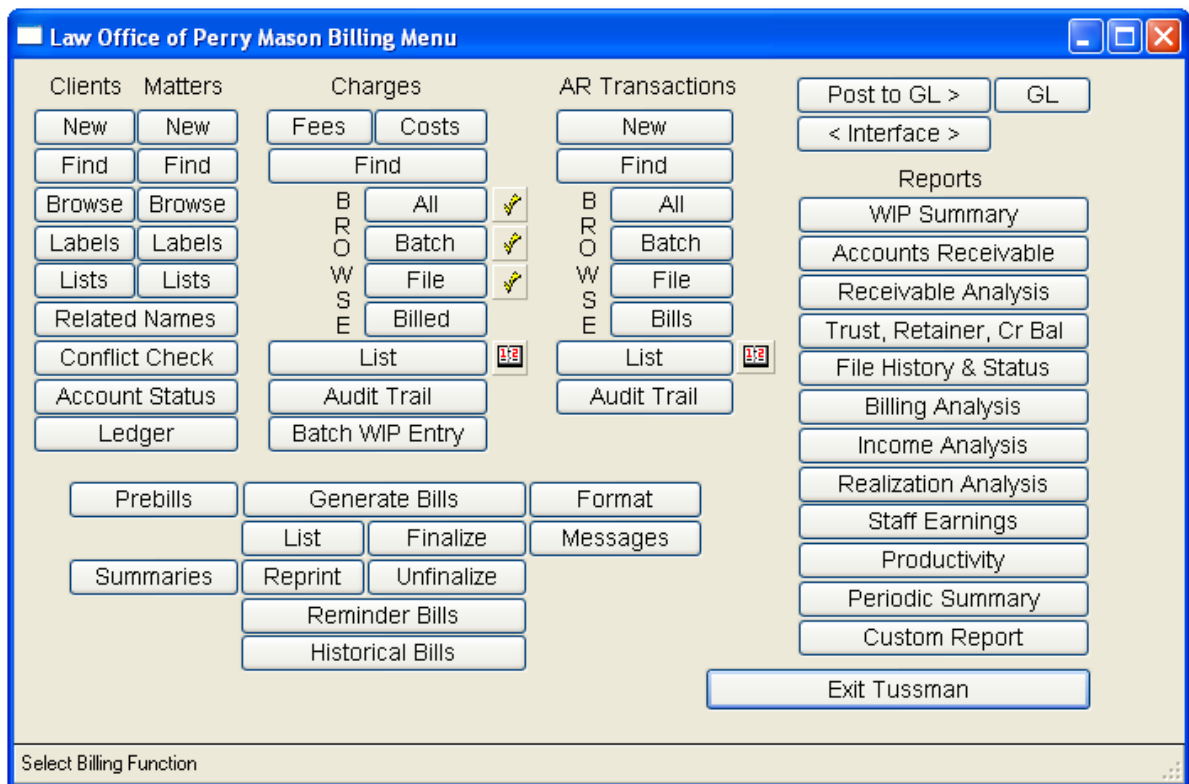 Law Office of Perry Mason Billing Menu
Clients Matters Charges AR Transactions
Post to GL > GL
New New Fees Costs New
< Interface >
Find Find Find Find
Reports
Browse Browse B R O W S E All B R O W S E All
WIP Summary
Labels Labels Batch Batch
Accounts Receivable
Lists Lists File File
Receivable Analysis
Related Names Billed Bills
Trust, Retainer, Cr Bal
Conflict Check List 1 2 List 1 2
File History & Status
Account Status Audit Trail Audit Trail
Billing Analysis
Ledger Batch WIP Entry
Income Analysis
Prebills Generate Bills Format
Realization Analysis
Staff Earnings
List Finalize Messages
Productivity
Summaries Reprint Unfinalize
Periodic Summary
Reminder Bills
Custom Report
Historical Bills
Exit Tussman
Select Billing Function